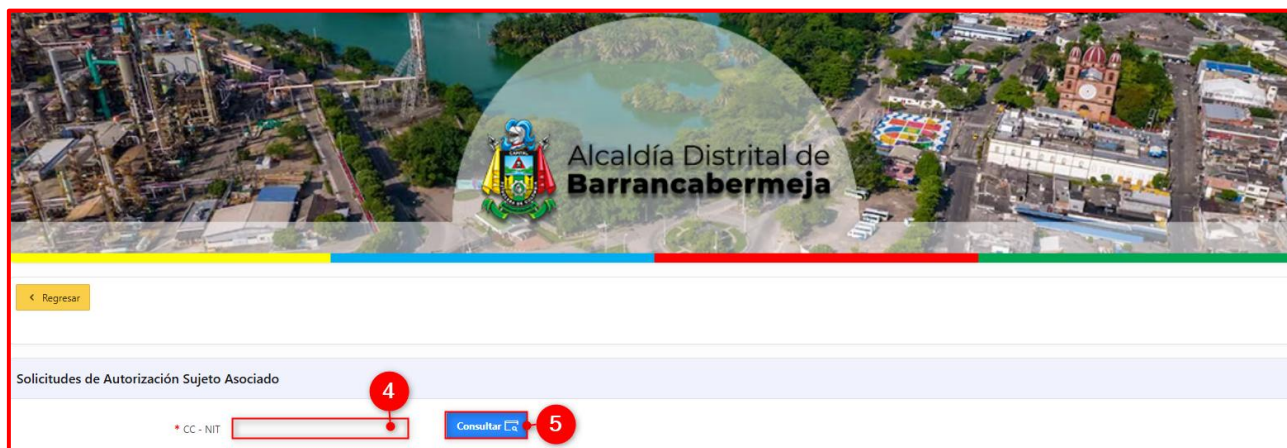 Alcaldía Distrital de
Barrancabermeja
< Regresar
Solicitudes de Autorización Sujeto Asociado
4
* CC - NIT
Consultar
5